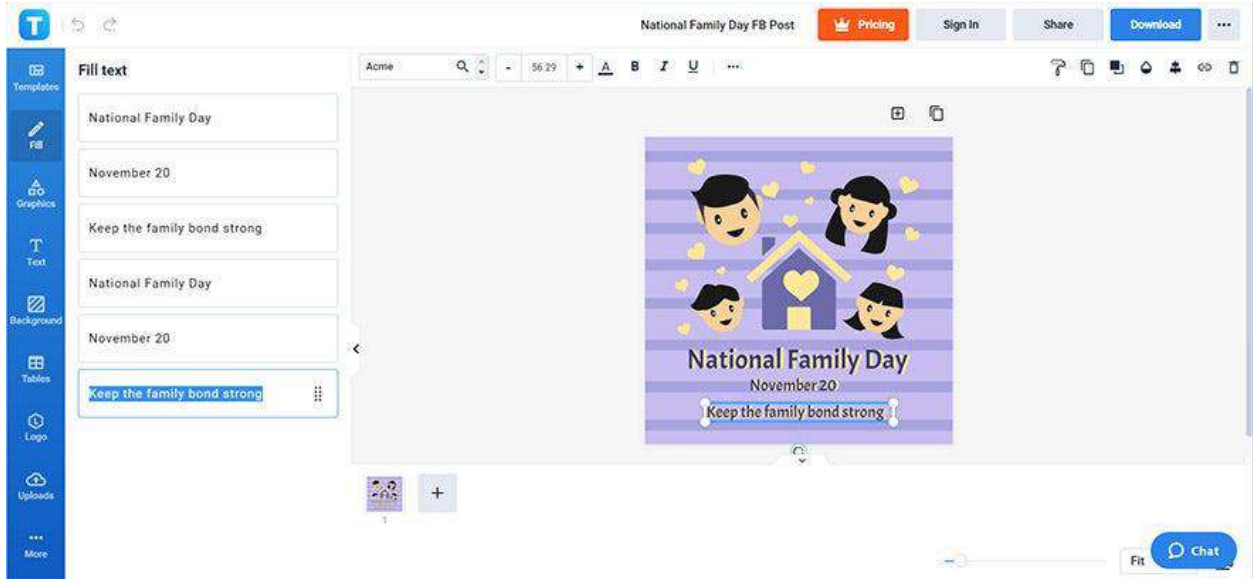 T
National Family Day FB Post
Pricing
Sign In
Share
Download
Templates
Fill
Graphics
Text
Background
Tables
Logo
Uploads
More
Fill text
National Family Day
November 20
Keep the family bond strong
National Family Day
November 20
Keep the family bond strong
Acme
- 56.29 + A B I U
National Family Day
November 20
Keep the family bond strong
+
1
Fit
Chat